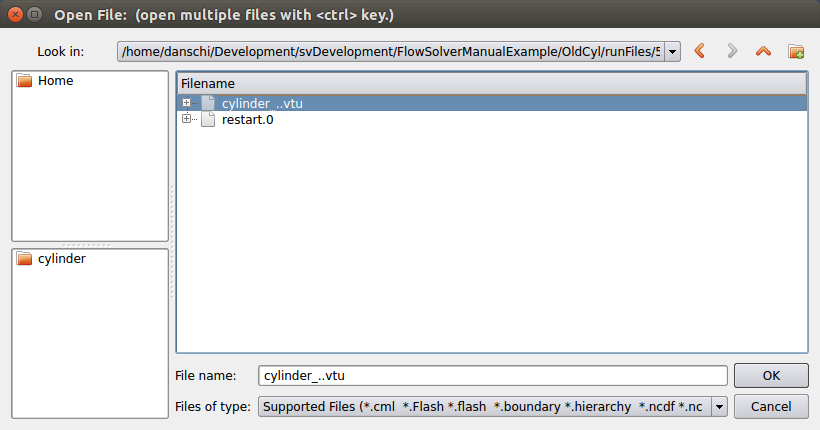 Open File:  (open multiple files with <ctrl> key.)
Look in: /home/danschi/Development/svDevelopment/FlowSolverManualExample/OldCyl/runFiles/5
Home
Filename
cylinder_..vtu
restart.0
cylinder
File name: cylinder_..vtu OK
Files of type: Supported Files (*.cml  *.Flash *.flash  *.boundary *.hierarchy  *.ncdf *.nc Cancel